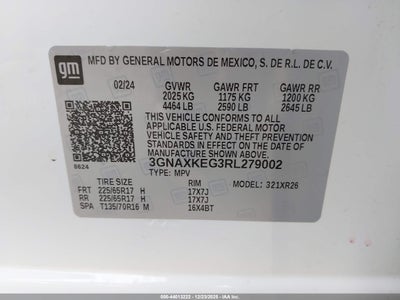 gm
MFD BY GENERAL MOTORS DE MEXICO, S. DE R.L. DE C.V.
02/24 GVWR GAWR FRT GAWR RR
2025 KG 1175 KG 1200 KG
4464 LB 2590 LB 2645 LB
THIS VEHICLE CONFORMS TO ALL APPLICABLE
U.S. FEDERAL MOTOR VEHICLE
SAFETY AND THEFT PREVENTION STANDARDS
IN EFFECT ON THE DATE OF
MANUFACTURE SHOWN ABOVE.
8624
3GNAXKEG3RL279002
TYPE: MPV
TIRE SIZE RIM MODEL: 321XR26
FRT 225/65R17 H 17X7J
RR 225/65R17 H 17X7J
SPA T135/70R16 M 16X4BT